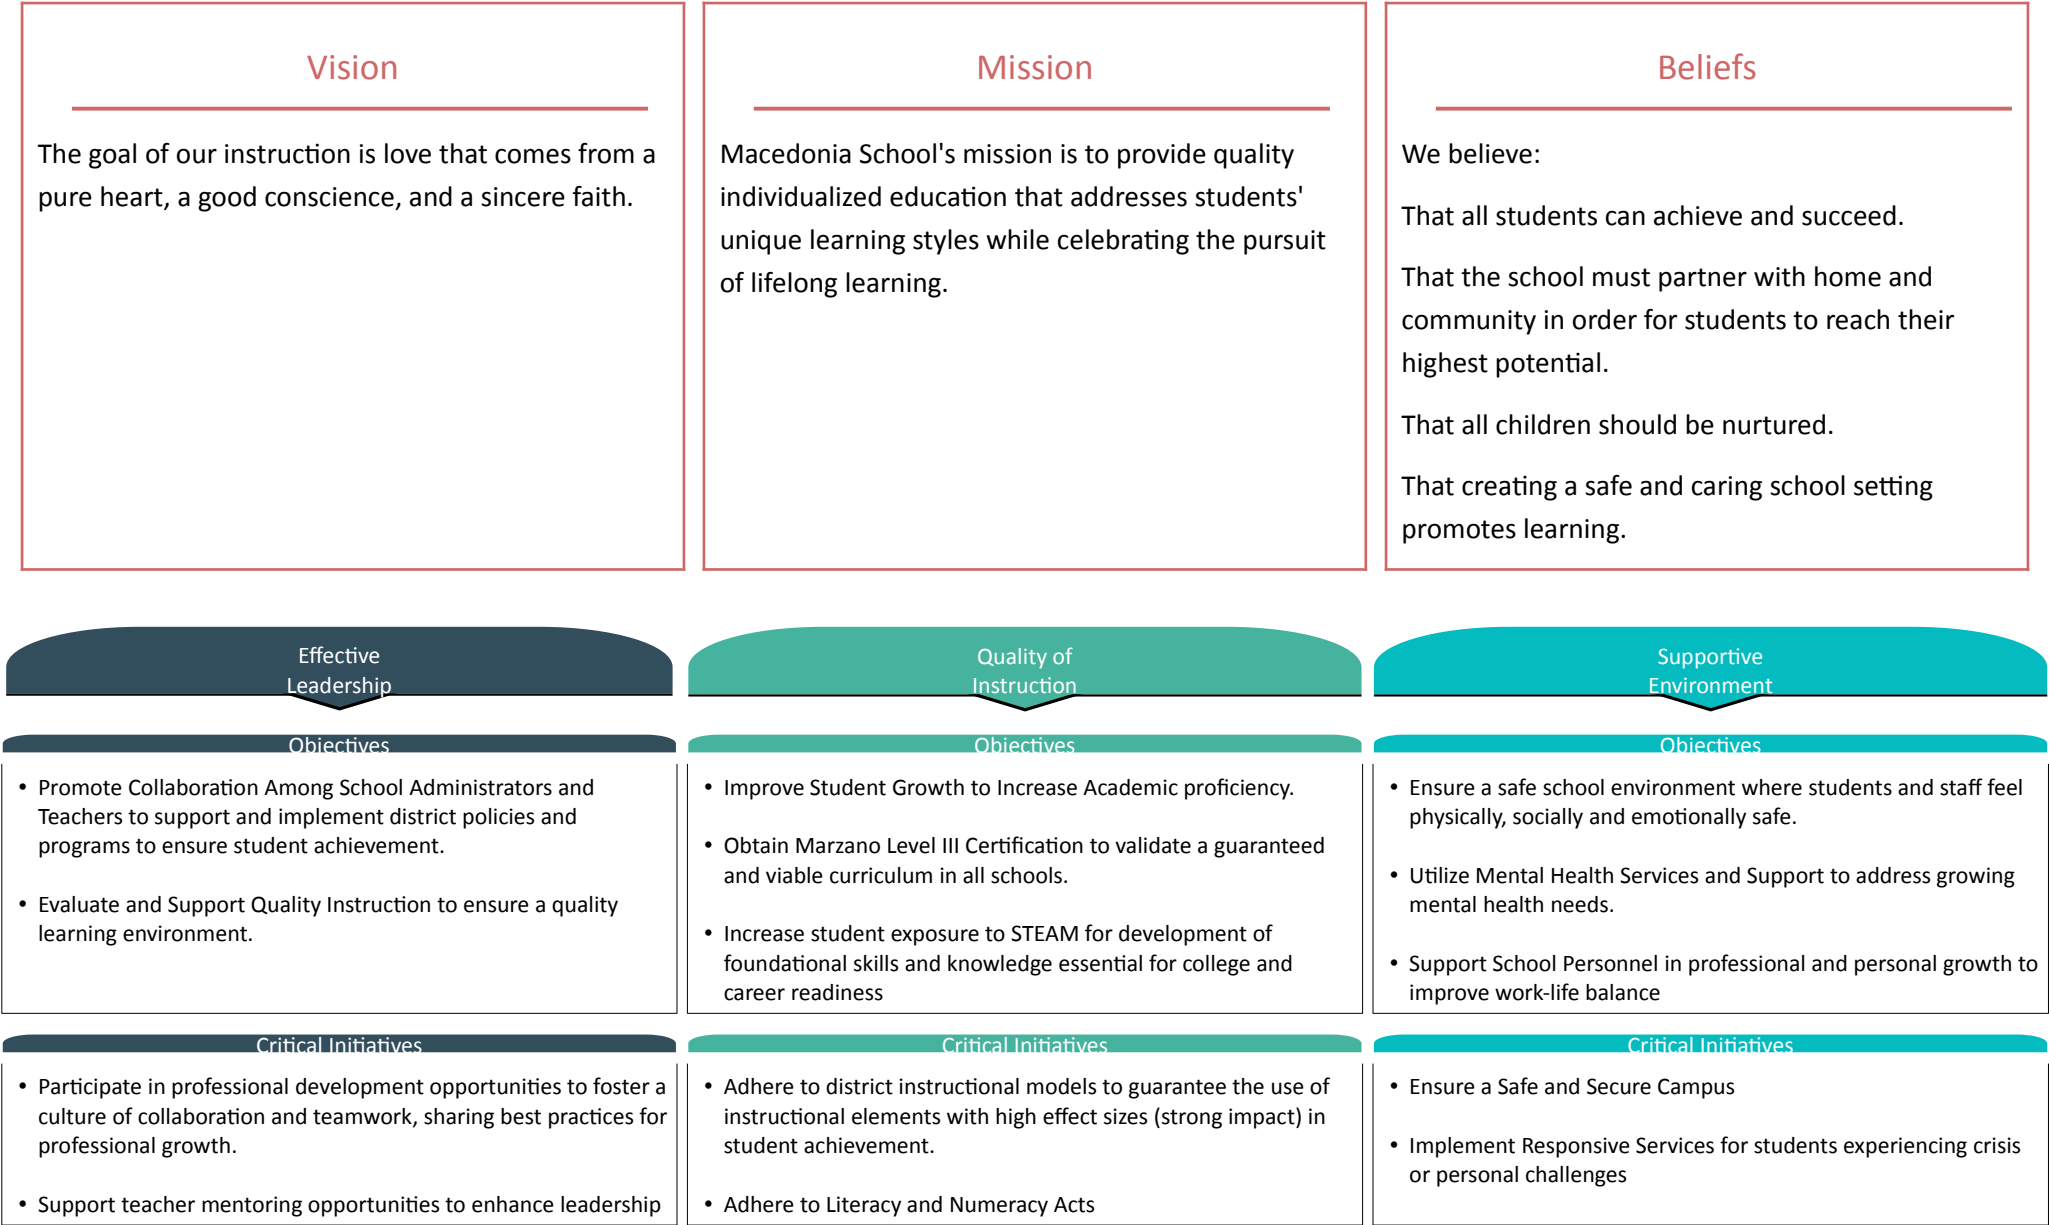 Vision
The goal of our instruction is love that comes from a
pure heart, a good conscience, and a sincere faith.
Mission
Macedonia School's mission is to provide quality
individualized education that addresses students'
unique learning styles while celebrating the pursuit
of lifelong learning.
Beliefs
We believe:
That all students can achieve and succeed.
That the school must partner with home and
community in order for students to reach their
highest potential.
That all children should be nurtured.
That creating a safe and caring school setting
promotes learning.
Effective
Leadership
Objectives
• Promote Collaboration Among School Administrators and
Teachers to support and implement district policies and
programs to ensure student achievement.
• Evaluate and Support Quality Instruction to ensure a quality
learning environment.
Critical Initiatives
• Participate in professional development opportunities to foster a
culture of collaboration and teamwork, sharing best practices for
professional growth.
• Support teacher mentoring opportunities to enhance leadership
Quality of
Instruction
Objectives
• Improve Student Growth to Increase Academic proficiency.
• Obtain Marzano Level III Certification to validate a guaranteed
and viable curriculum in all schools.
• Increase student exposure to STEAM for development of
foundational skills and knowledge essential for college and
career readiness
Critical Initiatives
• Adhere to district instructional models to guarantee the use of
instructional elements with high effect sizes (strong impact) in
student achievement.
• Adhere to Literacy and Numeracy Acts
Supportive
Environment
Objectives
• Ensure a safe school environment where students and staff feel
physically, socially and emotionally safe.
• Utilize Mental Health Services and Support to address growing
mental health needs.
• Support School Personnel in professional and personal growth to
improve work-life balance
Critical Initiatives
• Ensure a Safe and Secure Campus
• Implement Responsive Services for students experiencing crisis
or personal challenges